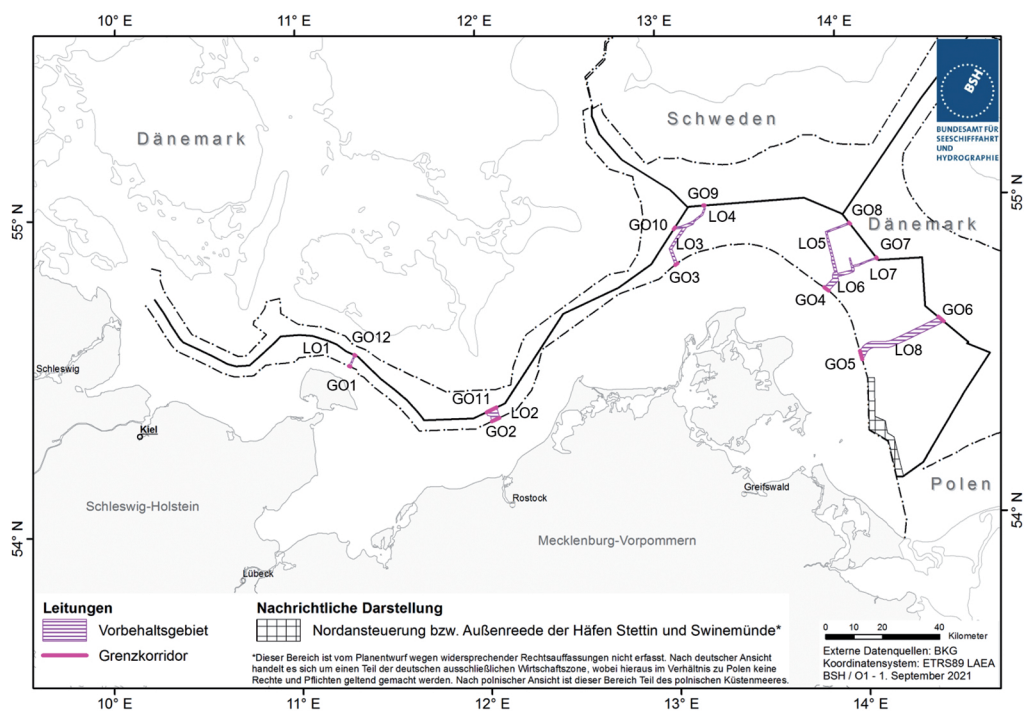 10° E
11° E
12° E
13° E
14° E
BSH
BUNDESAMT FÜR
SEESCHIFFFAHRT
UND
HYDROGRAPHIE
Schweden
Dänemark
55° N
55° N
GO9
LO4
GO10
LO3
GO3
GO8
Dänemark
LO5
GO7
LO7
LO6
GO4
GO6
LO8
GO5
LO1
GO12
GO1
GO11
LO2
GO2
Schleswig
Kiel
Schleswig-Holstein
Lübeck
Rostock
Greifswald
Mecklenburg-Vorpommern
Polen
54° N
54° N
Leitungen
Vorbehaltsgebiet
Grenzkorridor
Nachrichtliche Darstellung
Nordansteuerung bzw. Außenreede der Häfen Stettin und Swinemünde*
*Dieser Bereich ist vom Planentwurf wegen widersprechender Rechtsauffassungen nicht erfasst. Nach deutscher Ansicht
handelt es sich um einen Teil der deutschen ausschließlichen Wirtschaftszone, wobei hieraus im Verhältnis zu Polen keine
Rechte und Pflichten geltend gemacht werden. Nach polnischer Ansicht ist dieser Bereich Teil des polnischen Küstenmeeres.
0 10 20 40
Kilometer
Externe Datenquellen: BKG
Koordinatensystem: ETRS89 LAEA
BSH / O1 - 1. September 2021
10° E
11° E
12° E
13° E
14° E